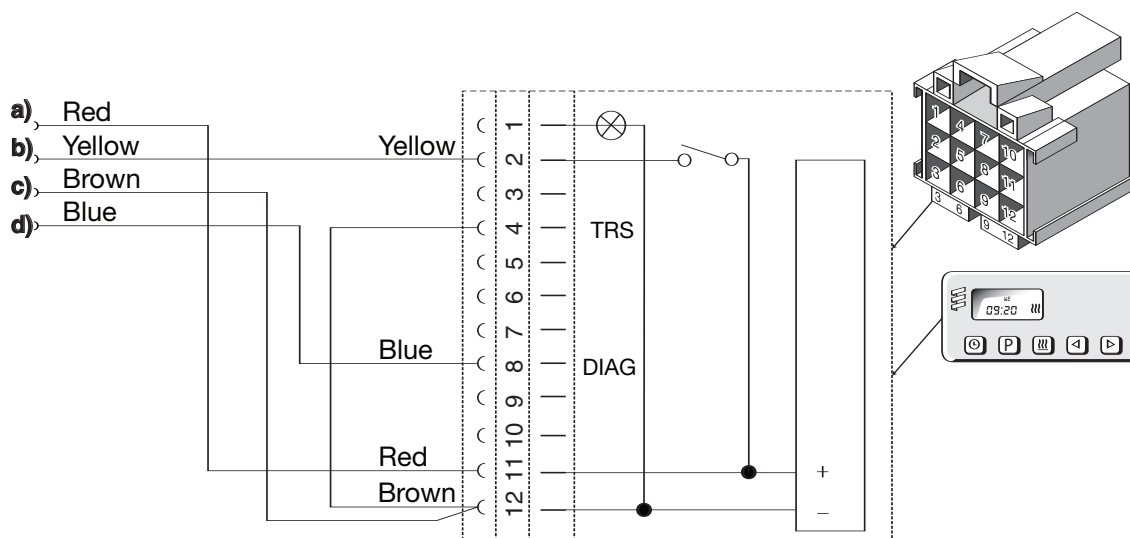 a) Red
b) Yellow
c) Brown
d) Blue
Yellow
Blue
Red
Brown
1
2
3
4
5
6
7
8
9
10
11
12
TRS
DIAG
+
−
1 4 7 10
2 5 8 11
3 6 9 12
3 6
9 12
WE
09:20
P